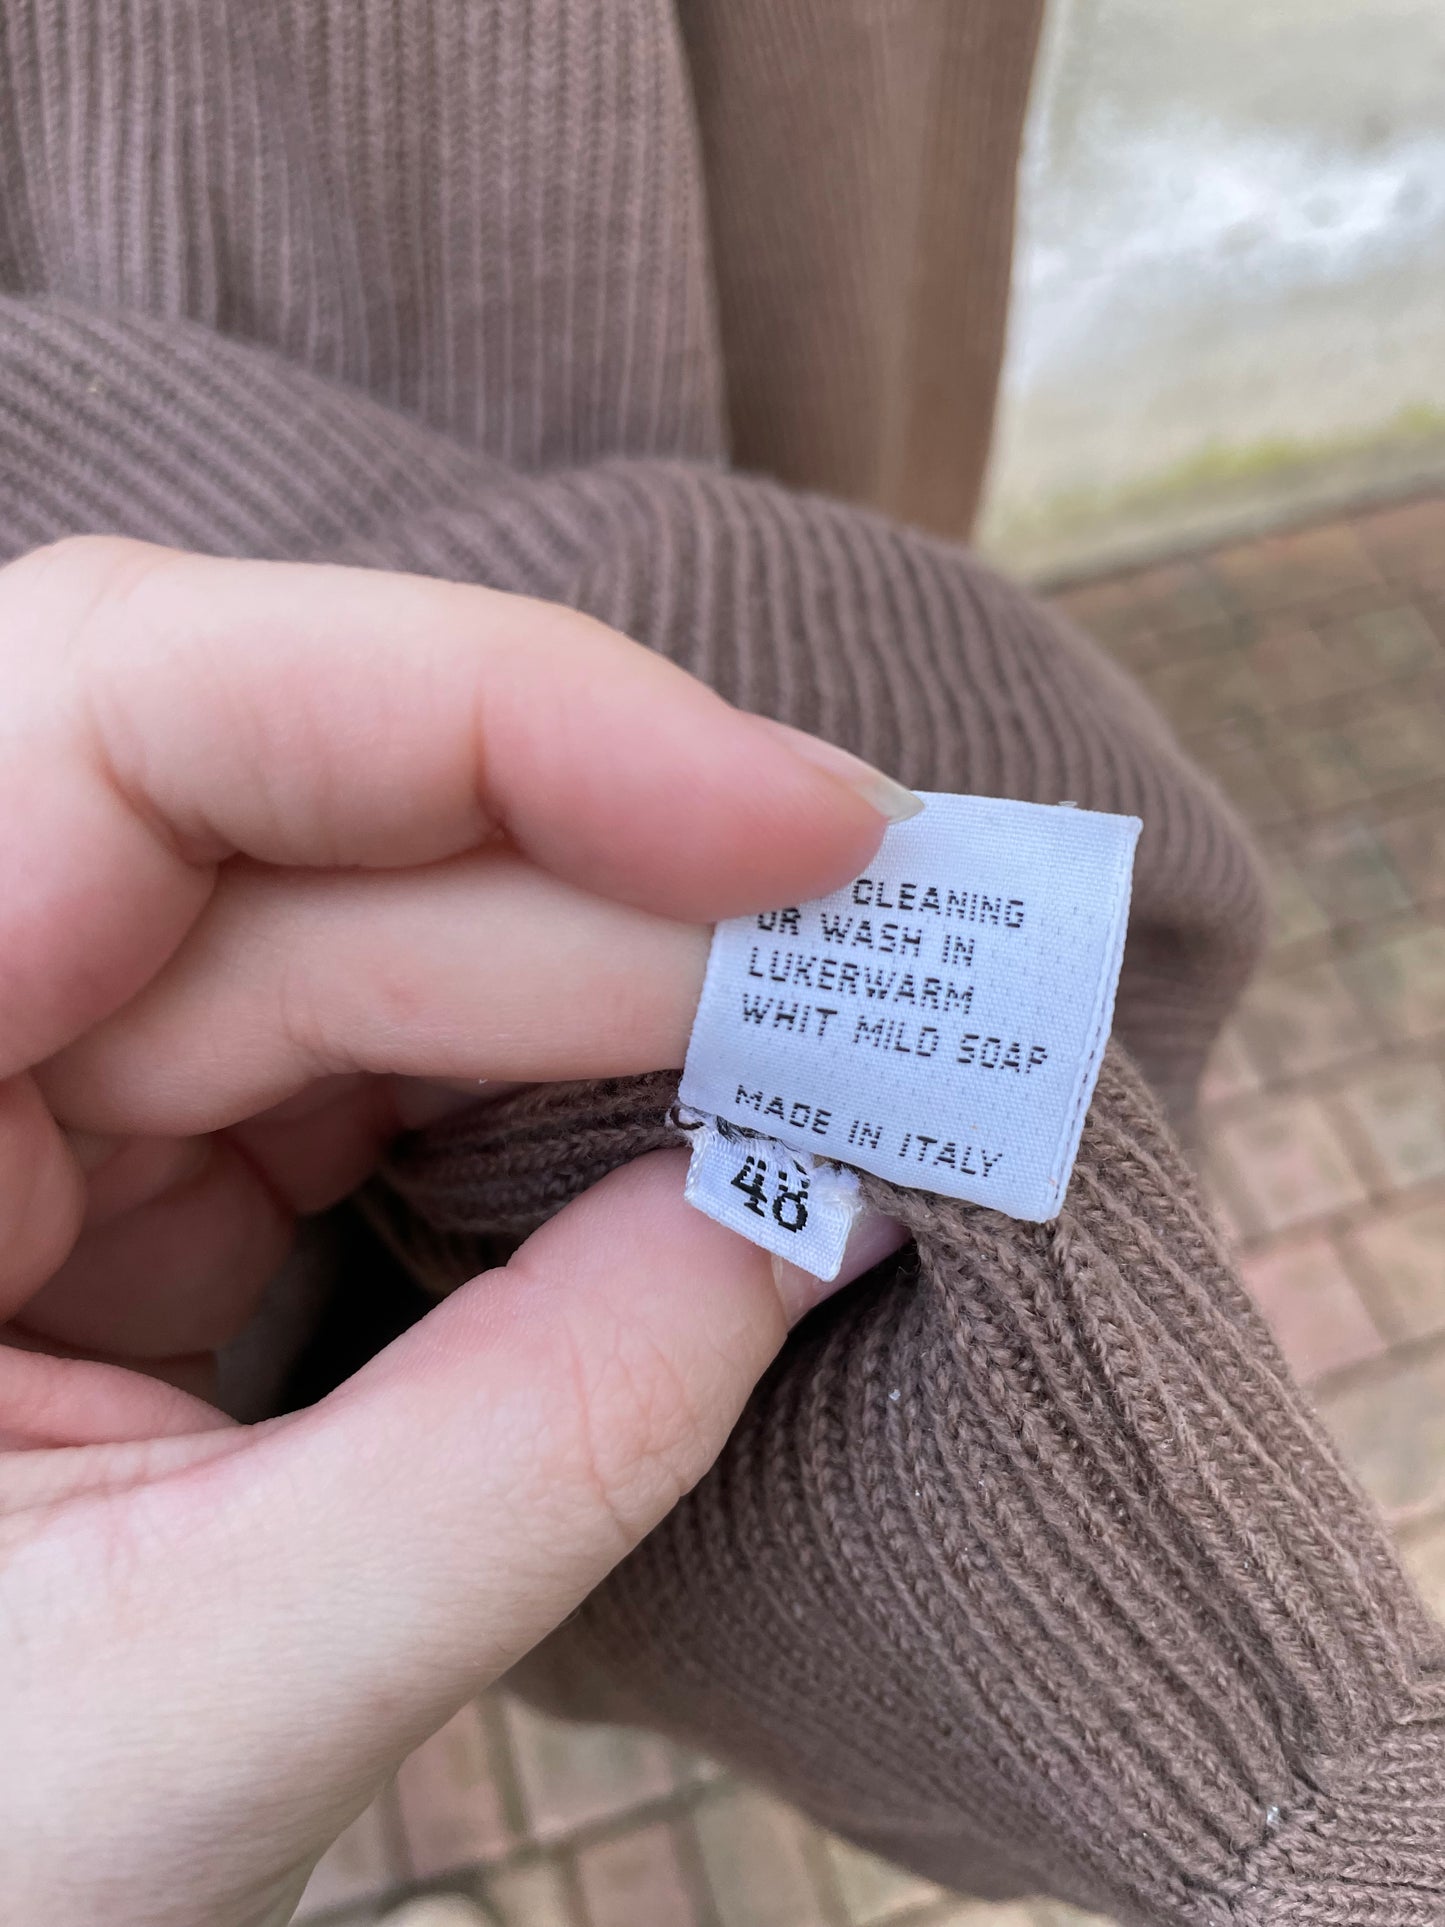 CLEANING
OR WASH IN
LUKERWARM
WHIT MILD SOAP
MADE IN ITALY
48